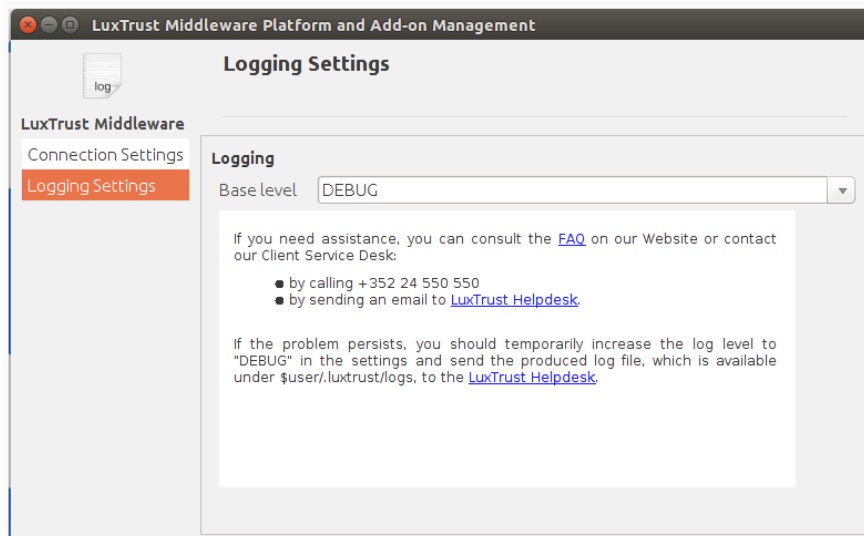 LuxTrust Middleware Platform and Add-on Management
log
Logging Settings
LuxTrust Middleware
Connection Settings
Logging Settings
Logging
Base level DEBUG
If you need assistance, you can consult the FAQ on our Website or contact
our Client Service Desk:
● by calling +352 24 550 550
● by sending an email to LuxTrust Helpdesk.
If the problem persists, you should temporarily increase the log level to
"DEBUG" in the settings and send the produced log file, which is available
under $user/.luxtrust/logs, to the LuxTrust Helpdesk.